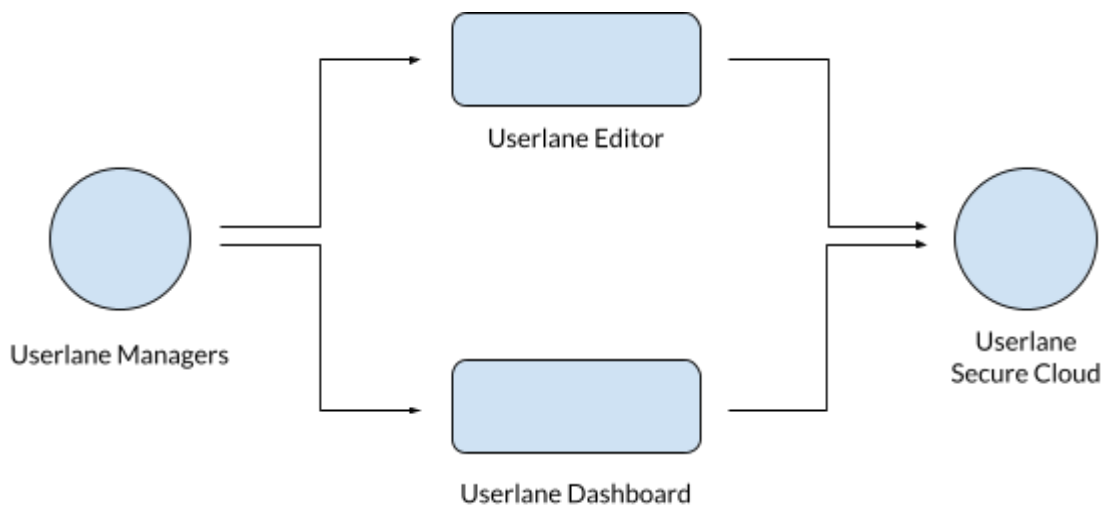 Userlane Editor
Userlane Managers
Userlane
Secure Cloud
Userlane Dashboard